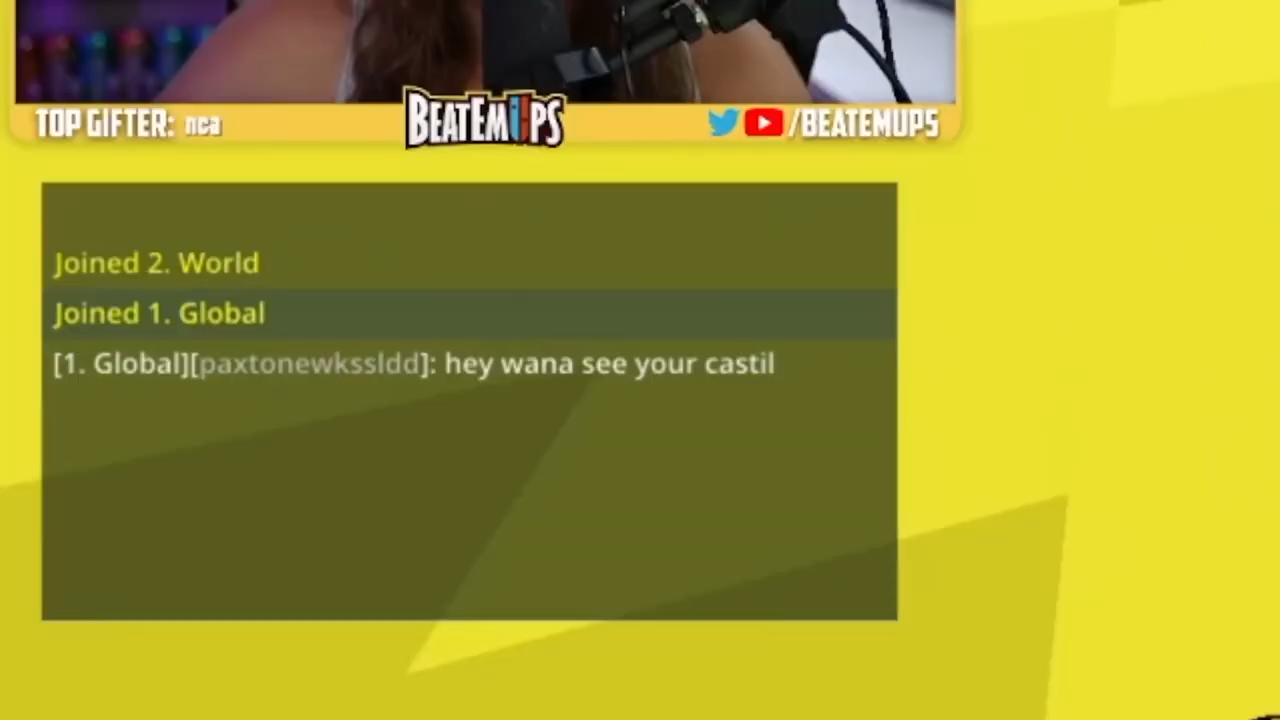 TOP GIFTER: nca
BEATEMUPS
/BEATEMUPS
Joined 2. World
Joined 1. Global
[1. Global][paxtonewkssldd]: hey wana see your castil